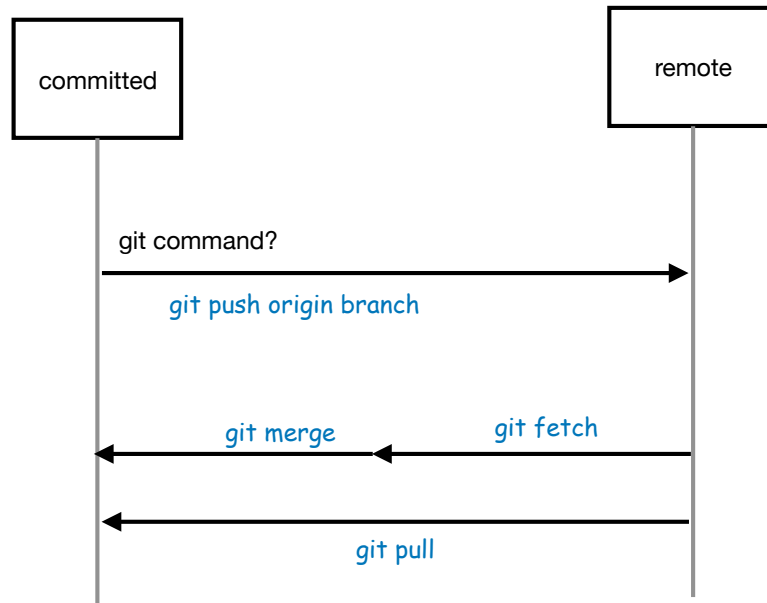 committed
remote
git command?
git push origin branch
git merge
git fetch
git pull